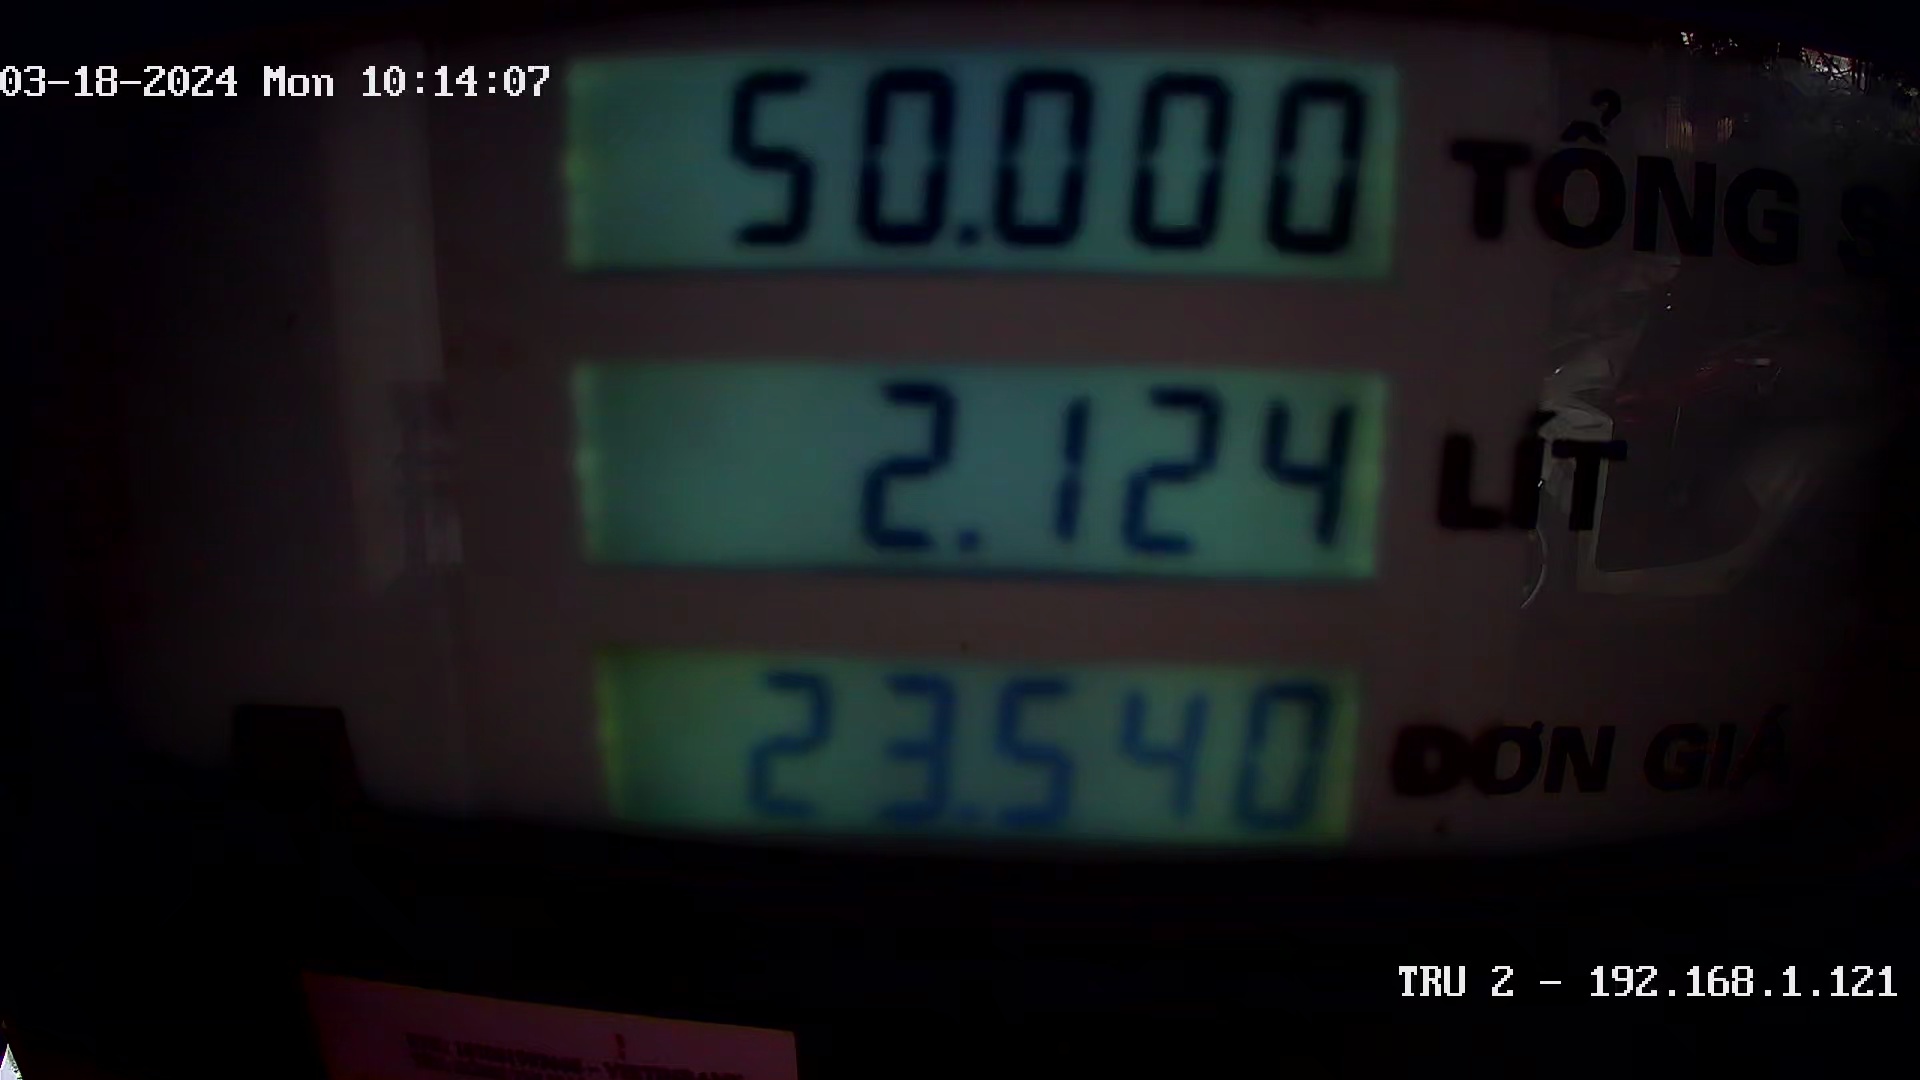 03-18-2024 Mon 10:14:07
50.000
TỔNG
2.124
LÍT
23.540
ĐƠN GIÁ
TRU 2 - 192.168.1.121